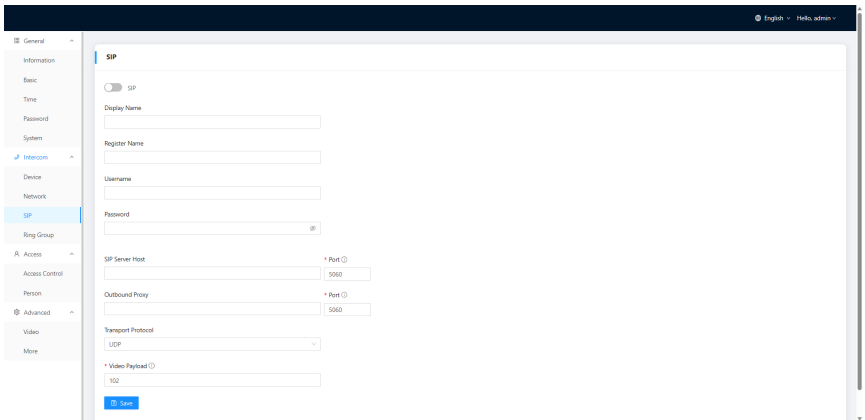 English Hello, admin
General
Information
Basic
Time
Password
System
Intercom
Device
Network
SIP
Ring Group
Access
Access Control
Person
Advanced
Video
More
SIP
SIP
Display Name
Register Name
Username
Password
SIP Server Host * Port
5060
Outbound Proxy * Port
5060
Transport Protocol
UDP
* Video Payload
102
Save